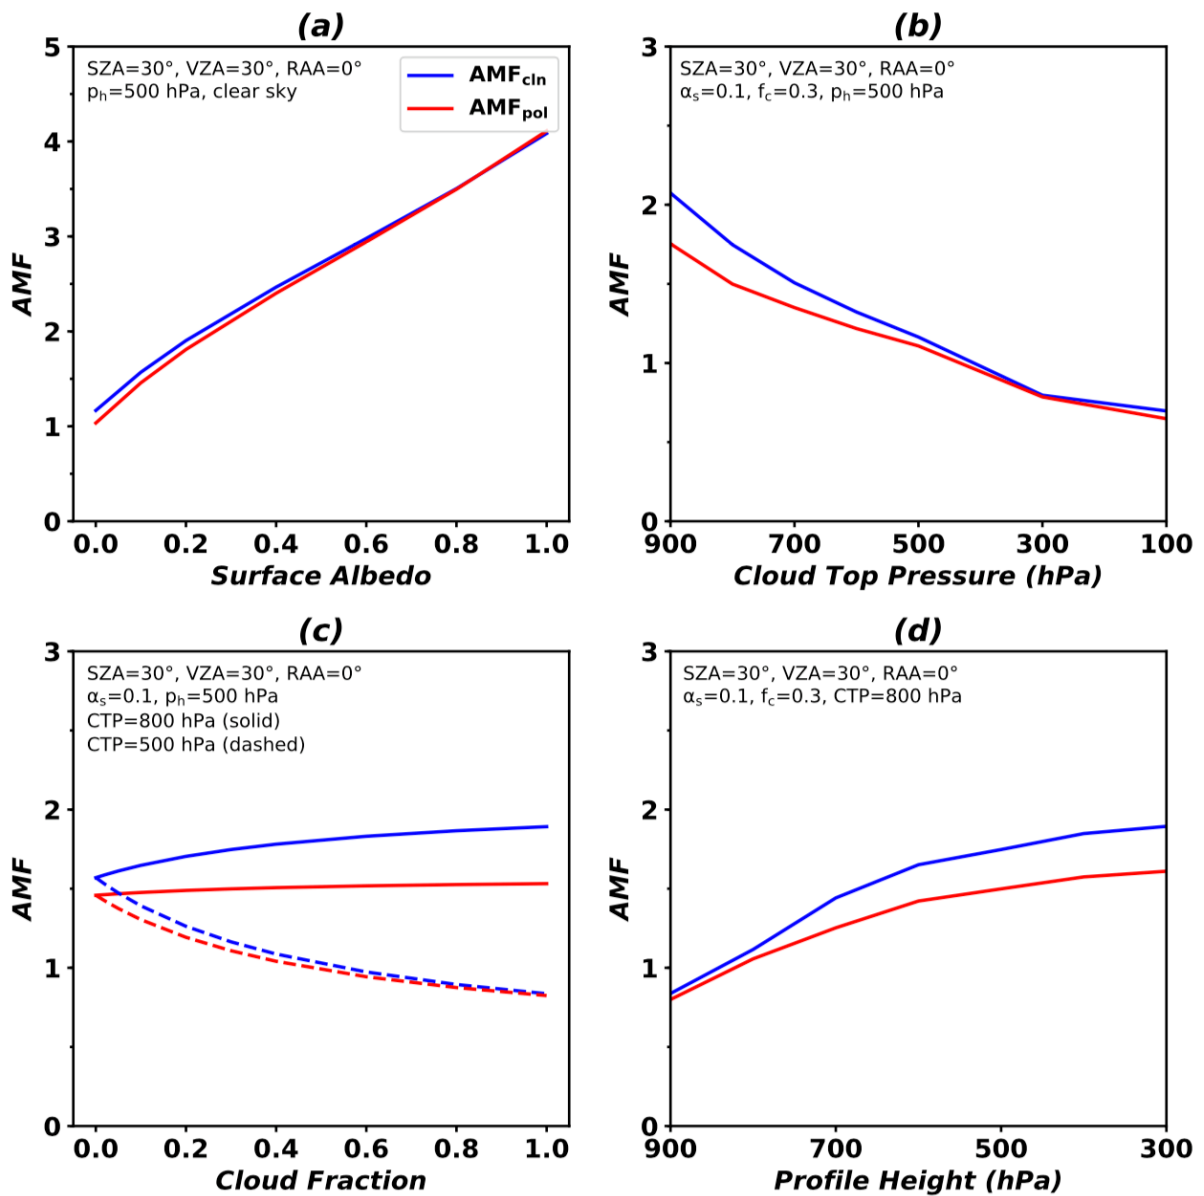 (a)
5
4
3
2
1
0
AMF
SZA=30°, VZA=30°, RAA=0°
pₕ=500 hPa, clear sky
AMF_cln
AMF_pol
0.0 0.2 0.4 0.6 0.8 1.0
Surface Albedo
(b)
3
2
1
0
AMF
SZA=30°, VZA=30°, RAA=0°
αₛ=0.1, f_c=0.3, pₕ=500 hPa
900 700 500 300 100
Cloud Top Pressure (hPa)
(c)
3
2
1
0
AMF
SZA=30°, VZA=30°, RAA=0°
αₛ=0.1, pₕ=500 hPa
CTP=800 hPa (solid)
CTP=500 hPa (dashed)
0.0 0.2 0.4 0.6 0.8 1.0
Cloud Fraction
(d)
3
2
1
0
AMF
SZA=30°, VZA=30°, RAA=0°
αₛ=0.1, f_c=0.3, CTP=800 hPa
900 700 500 300
Profile Height (hPa)